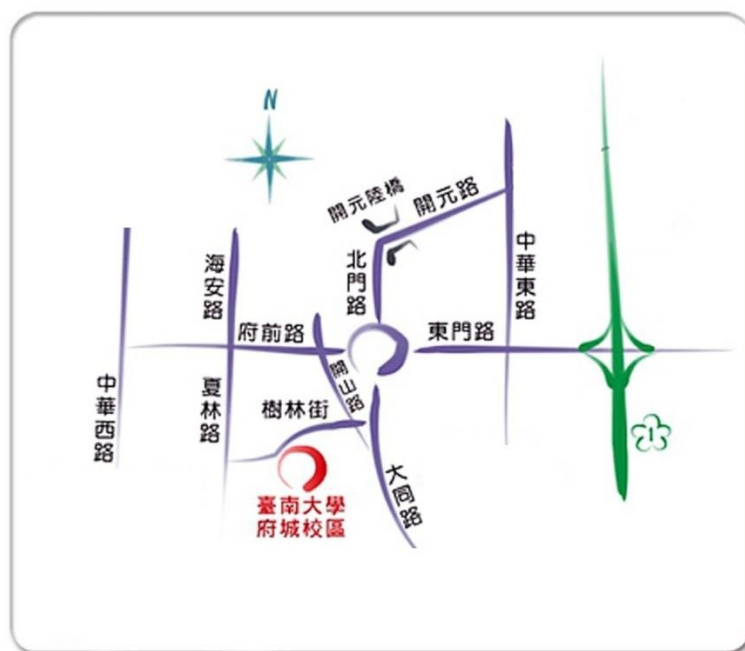 N
開元陸橋
開元路
海安路
北門路
中華東路
府前路
東門路
開山路
中華西路
夏林路
樹林街
1
大同路
臺南大學
府城校區